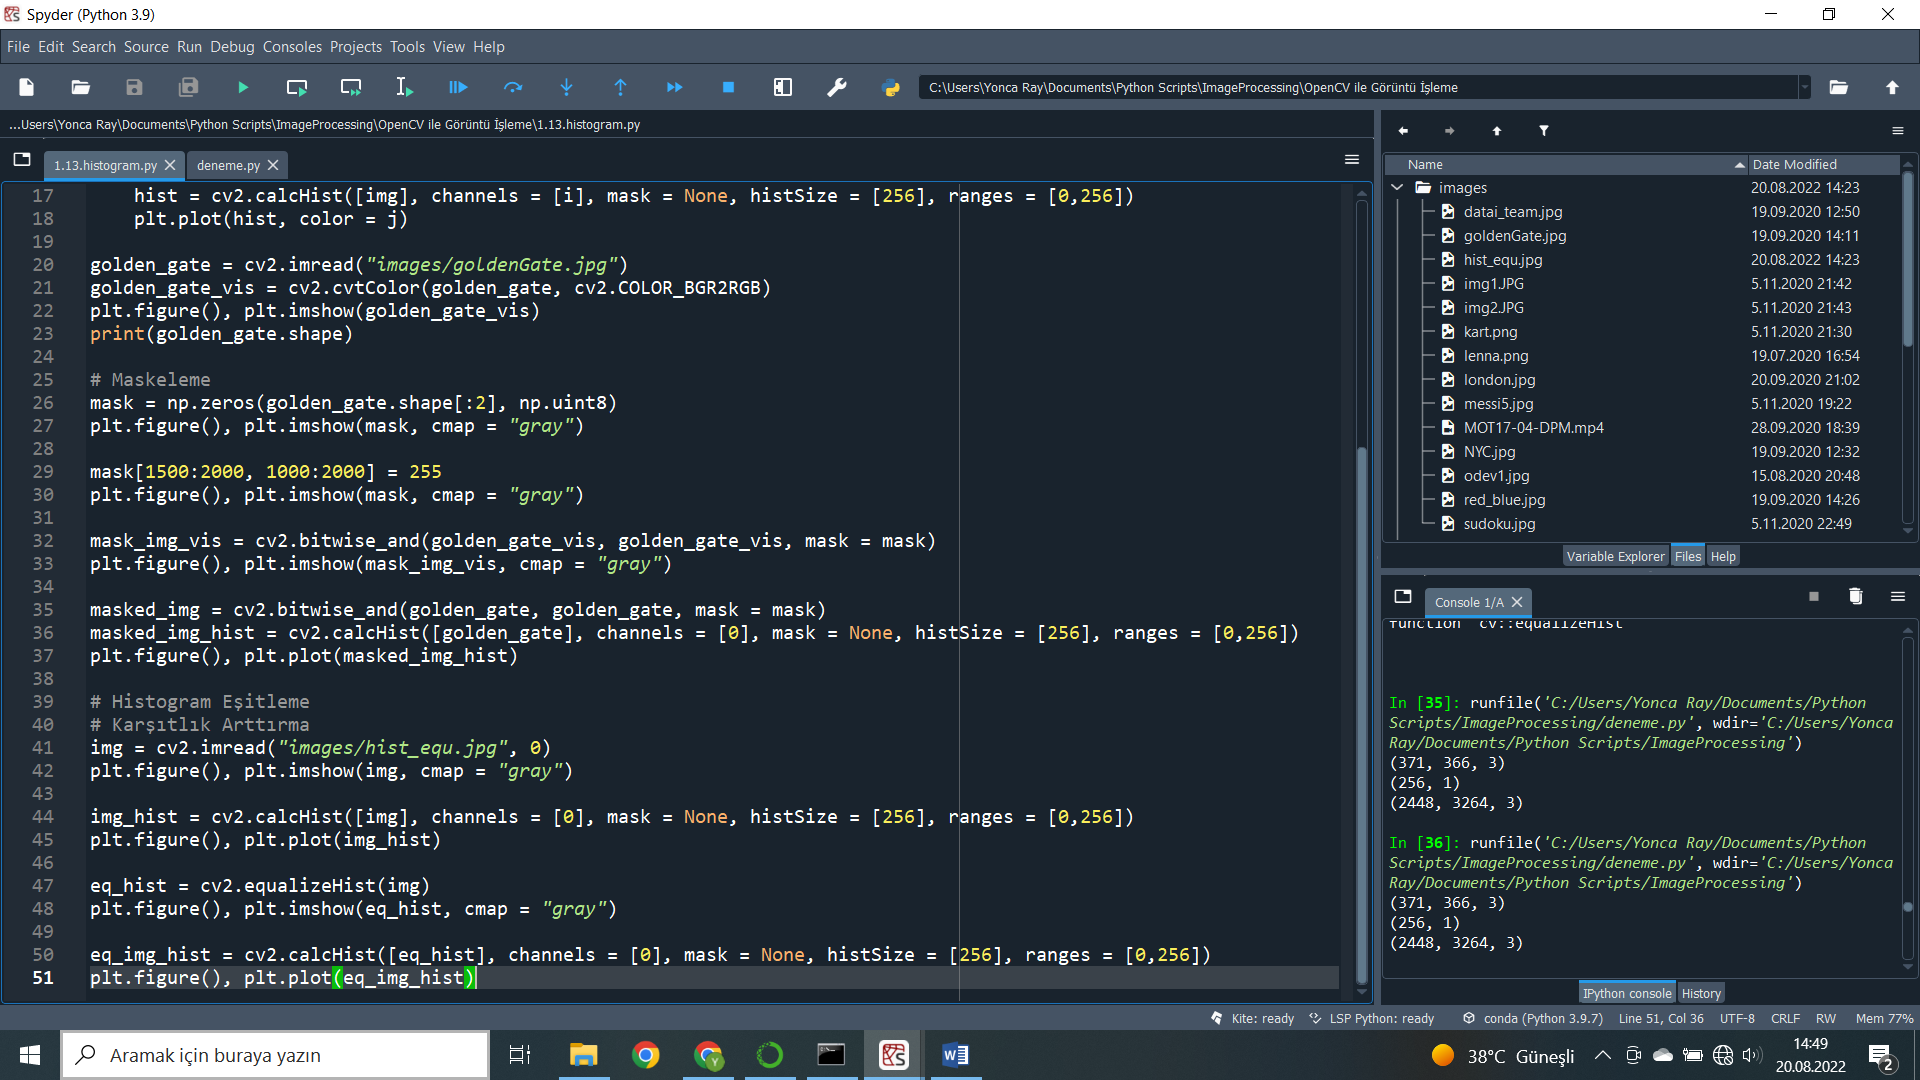 Spyder (Python 3.9)
File Edit Search Source Run Debug Consoles Projects Tools View Help
C:\Users\Yonca Ray\Documents\Python Scripts\ImageProcessing\OpenCV ile Görüntü İşleme
...Users\Yonca Ray\Documents\Python Scripts\ImageProcessing\OpenCV ile Görüntü İşleme\1.13.histogram.py
1.13.histogram.py deneme.py
17 hist = cv2.calcHist([img], channels = [i], mask = None, histSize = [256], ranges = [0,256])
18 plt.plot(hist, color = j)
19
20 golden_gate = cv2.imread("images/goldenGate.jpg")
21 golden_gate_vis = cv2.cvtColor(golden_gate, cv2.COLOR_BGR2RGB)
22 plt.figure(), plt.imshow(golden_gate_vis)
23 print(golden_gate.shape)
24
25 # Maskeleme
26 mask = np.zeros(golden_gate.shape[:2], np.uint8)
27 plt.figure(), plt.imshow(mask, cmap = "gray")
28
29 mask[1500:2000, 1000:2000] = 255
30 plt.figure(), plt.imshow(mask, cmap = "gray")
31
32 mask_img_vis = cv2.bitwise_and(golden_gate_vis, golden_gate_vis, mask = mask)
33 plt.figure(), plt.imshow(mask_img_vis, cmap = "gray")
34
35 masked_img = cv2.bitwise_and(golden_gate, golden_gate, mask = mask)
36 masked_img_hist = cv2.calcHist([golden_gate], channels = [0], mask = None, histSize = [256], ranges = [0,256])
37 plt.figure(), plt.plot(masked_img_hist)
38
39 # Histogram Eşitleme
40 # Karşıtlık Arttırma
41 img = cv2.imread("images/hist_equ.jpg", 0)
42 plt.figure(), plt.imshow(img, cmap = "gray")
43
44 img_hist = cv2.calcHist([img], channels = [0], mask = None, histSize = [256], ranges = [0,256])
45 plt.figure(), plt.plot(img_hist)
46
47 eq_hist = cv2.equalizeHist(img)
48 plt.figure(), plt.imshow(eq_hist, cmap = "gray")
49
50 eq_img_hist = cv2.calcHist([eq_hist], channels = [0], mask = None, histSize = [256], ranges = [0,256])
51 plt.figure(), plt.plot(eq_img_hist)
Name Date Modified
images 20.08.2022 14:23
datai_team.jpg 19.09.2020 12:50
goldenGate.jpg 19.09.2020 14:11
hist_equ.jpg 20.08.2022 14:23
img1.JPG 5.11.2020 21:42
img2.JPG 5.11.2020 21:43
kart.png 5.11.2020 21:30
lenna.png 19.07.2020 16:54
london.jpg 20.09.2020 21:02
messi5.jpg 5.11.2020 19:22
MOT17-04-DPM.mp4 28.09.2020 18:39
NYC.jpg 19.09.2020 12:32
odev1.jpg 15.08.2020 20:48
red_blue.jpg 19.09.2020 14:26
sudoku.jpg 5.11.2020 22:49
Variable Explorer Files Help
Console 1/A
function 'cv::equalizeHist
In [35]: runfile('C:/Users/Yonca Ray/Documents/Python
Scripts/ImageProcessing/deneme.py', wdir='C:/Users/Yonca
Ray/Documents/Python Scripts/ImageProcessing')
(371, 366, 3)
(256, 1)
(2448, 3264, 3)
In [36]: runfile('C:/Users/Yonca Ray/Documents/Python
Scripts/ImageProcessing/deneme.py', wdir='C:/Users/Yonca
Ray/Documents/Python Scripts/ImageProcessing')
(371, 366, 3)
(256, 1)
(2448, 3264, 3)
IPython console History
Kite: ready LSP Python: ready conda (Python 3.9.7) Line 51, Col 36 UTF-8 CRLF RW Mem 77%
Aramak için buraya yazın
38°C Güneşli
14:49
20.08.2022
2